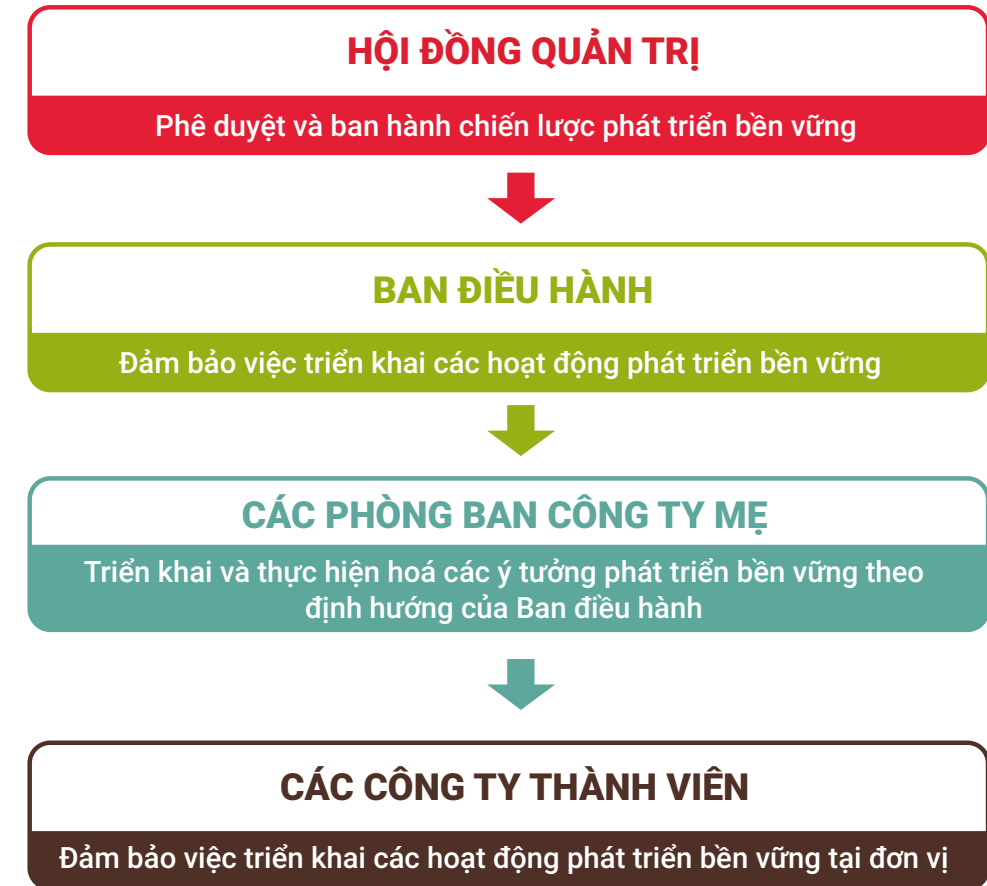 HỘI ĐỒNG QUẢN TRỊ
Phê duyệt và ban hành chiến lược phát triển bền vững
BAN ĐIỀU HÀNH
Đảm bảo việc triển khai các hoạt động phát triển bền vững
CÁC PHÒNG BAN CÔNG TY MẸ
Triển khai và thực hiện hoá các ý tưởng phát triển bền vững theo
định hướng của Ban điều hành
CÁC CÔNG TY THÀNH VIÊN
Đảm bảo việc triển khai các hoạt động phát triển bền vững tại đơn vị